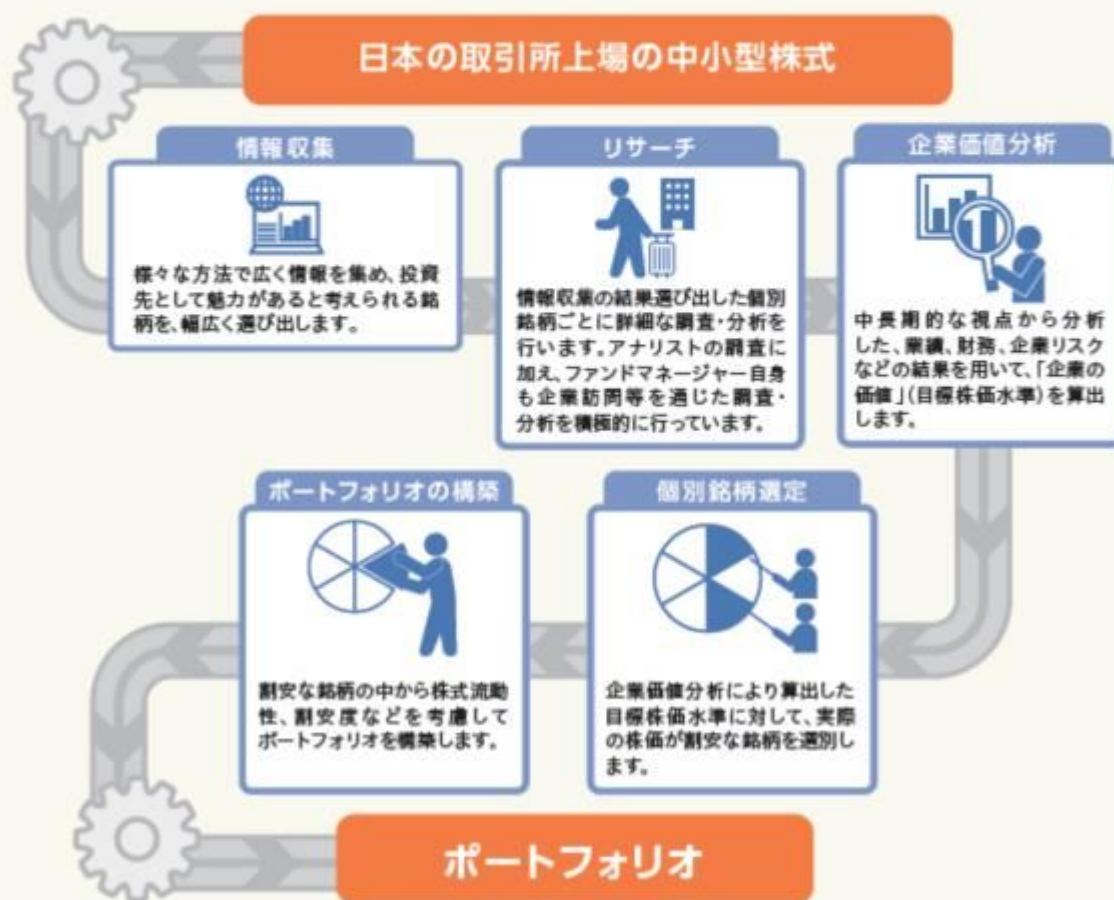 日本の取引所上場の中小型株式
情報収集
様々な方法で広く情報を集め、投資
先として魅力があると考えられる銘
柄を、幅広く選び出します。
リサーチ
情報収集の結果選び出した個別
銘柄ごとに詳細な調査・分析を
行います。アナリストの調査に
加え、ファンドマネージャー自身
も企業訪問等を通じた調査・
分析を積極的に行っています。
企業価値分析
中長期的な視点から分析
した、業績、財務、企業リスク
などの結果を用いて、「企業の
価値」(目標株価水準)を算出
します。
個別銘柄選定
企業価値分析により算出した
目標株価水準に対して、実際
の株価が割安な銘柄を選別し
ます。
ポートフォリオの構築
割安な銘柄の中から株式流動
性、割安度などを考慮して
ポートフォリオを構築します。
ポートフォリオ